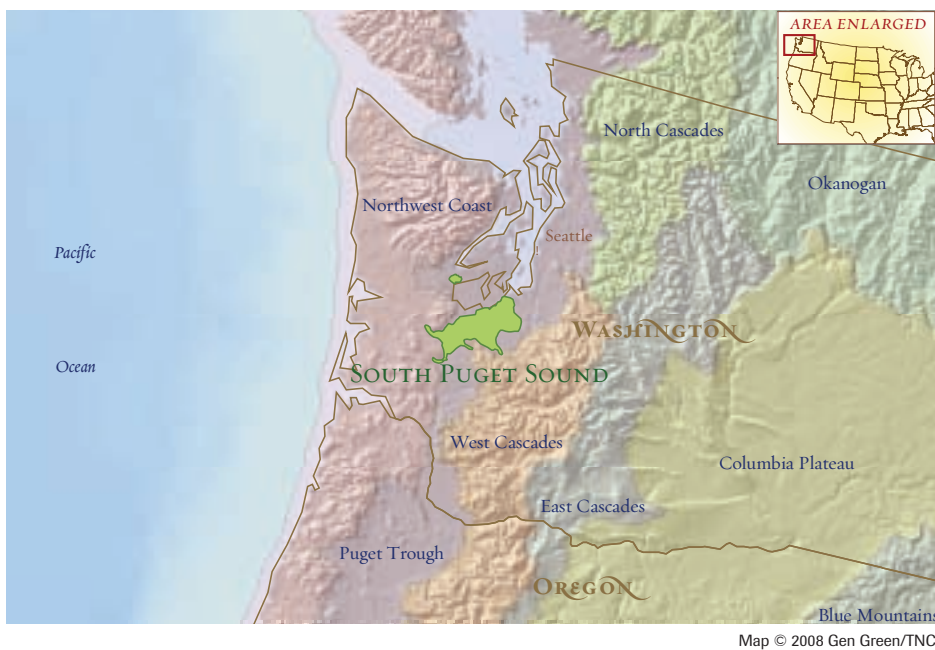 AREA ENLARGED
North Cascades
Okanogan
Northwest Coast
Seattle
Pacific
WASHINGTON
Ocean
SOUTH PUGET SOUND
West Cascades
Columbia Plateau
East Cascades
Puget Trough
OREGON
Blue Mountains
Map © 2008 Gen Green/TNC